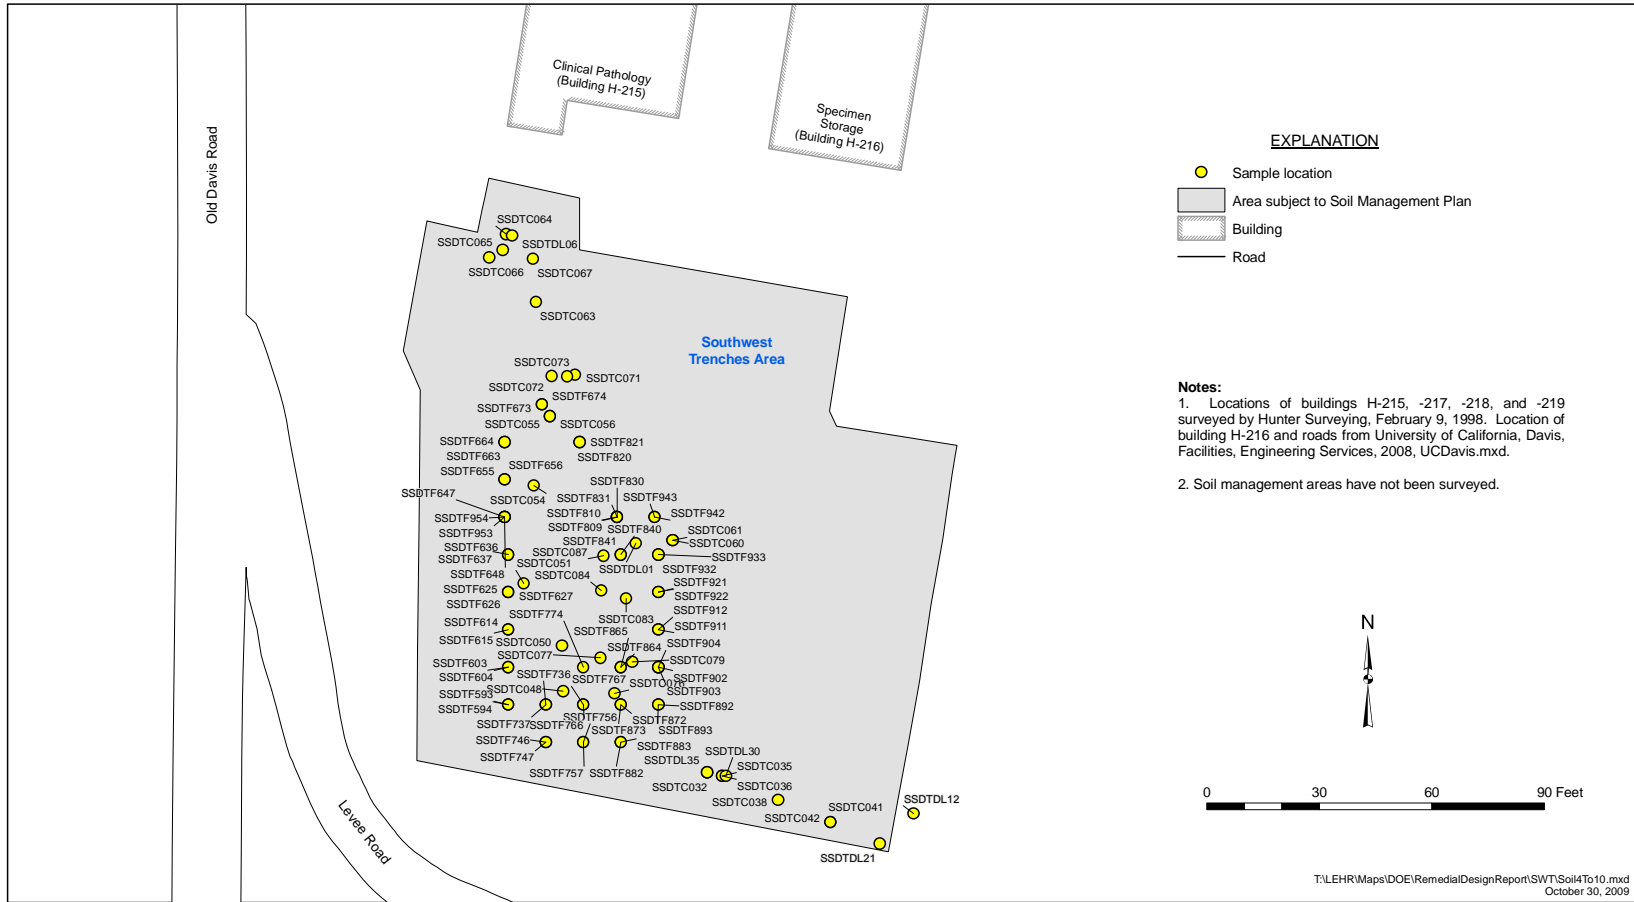 Clinical Pathology
(Building H-215)
Specimen
Storage
(Building H-216)
Old Davis Road
Levee Road
EXPLANATION
Sample location
Area subject to Soil Management Plan
Building
Road
Southwest
Trenches Area
SSDTC064
SSDTC065
SSDTDL06
SSDTC066
SSDTC067
SSDTC063
SSDTC073
SSDTC071
SSDTC072
SSDTF674
SSDTF673
SSDTC055
SSDTC056
SSDTF664
SSDTF821
SSDTF663
SSDTF820
SSDTF655
SSDTF656
SSDTF647
SSDTC054
SSDTF830
SSDTF831
SSDTF943
SSDTF954
SSDTF810
SSDTF942
SSDTF953
SSDTF809
SSDTF840
SSDTC061
SSDTF636
SSDTF841
SSDTC060
SSDTF637
SSDTC087
SSDTF933
SSDTC051
SSDTF648
SSDTC084
SSDTDL01
SSDTF932
SSDTF625
SSDTF627
SSDTF921
SSDTF626
SSDTF922
SSDTF774
SSDTC083
SSDTF912
SSDTF614
SSDTF865
SSDTF911
SSDTF615
SSDTC050
SSDTF864
SSDTF904
SSDTC077
SSDTC079
SSDTF603
SSDTF736
SSDTF767
SSDTF902
SSDTF604
SSDTC048
SSDTC076
SSDTF903
SSDTF593
SSDTF892
SSDTF594
SSDTF756
SSDTF872
SSDTF737
SSDTF766
SSDTF873
SSDTF893
SSDTF746
SSDTF883
SSDTF747
SSDTF757
SSDTF882
SSDTDL30
SSDTDL35
SSDTC035
SSDTC032
SSDTC036
SSDTC038
SSDTC041
SSDTC042
SSDTDL12
SSDTDL21
Notes:
1. Locations of buildings H-215, -217, -218, and -219
surveyed by Hunter Surveying, February 9, 1998. Location of
building H-216 and roads from University of California, Davis,
Facilities, Engineering Services, 2008, UCDavis.mxd.
2. Soil management areas have not been surveyed.
N
0 30 60 90 Feet
T:\LEHR\Maps\DOE\RemedialDesignReport\SWT\Soil4To10.mxd
October 30, 2009